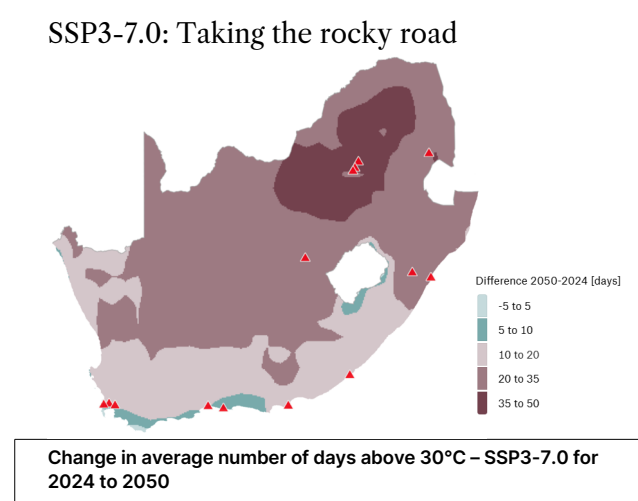 SSP3-7.0: Taking the rocky road
Difference 2050-2024 [days]
-5 to 5
5 to 10
10 to 20
20 to 35
35 to 50
Change in average number of days above 30°C – SSP3-7.0 for
2024 to 2050